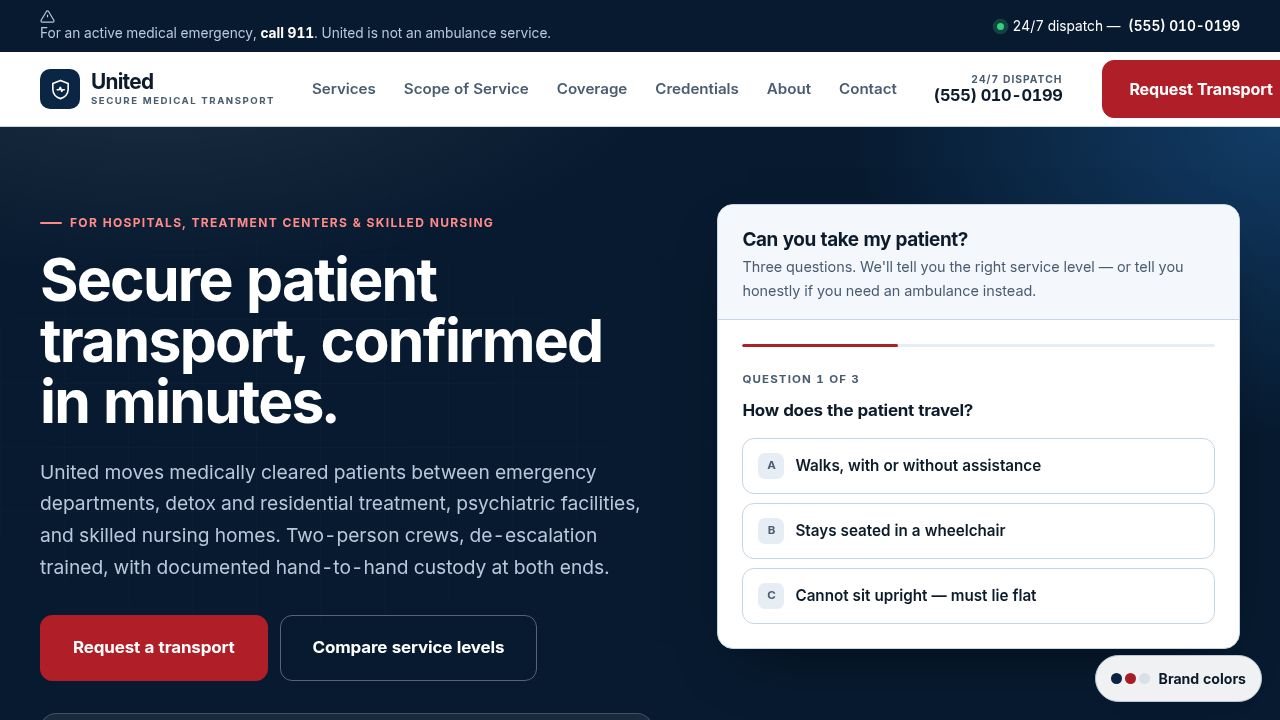 For an active medical emergency, call 911. United is not an ambulance service.
24/7 dispatch — (555) 010-0199
United
SECURE MEDICAL TRANSPORT
Services
Scope of Service
Coverage
Credentials
About
Contact
24/7 DISPATCH
(555) 010-0199
Request Transport
FOR HOSPITALS, TREATMENT CENTERS & SKILLED NURSING
Secure patient
transport, confirmed
in minutes.
United moves medically cleared patients between emergency
departments, detox and residential treatment, psychiatric facilities,
and skilled nursing homes. Two-person crews, de-escalation
trained, with documented hand-to-hand custody at both ends.
Request a transport
Compare service levels
Can you take my patient?
Three questions. We'll tell you the right service level — or tell you
honestly if you need an ambulance instead.
QUESTION 1 OF 3
How does the patient travel?
A Walks, with or without assistance
B Stays seated in a wheelchair
C Cannot sit upright — must lie flat
Brand colors